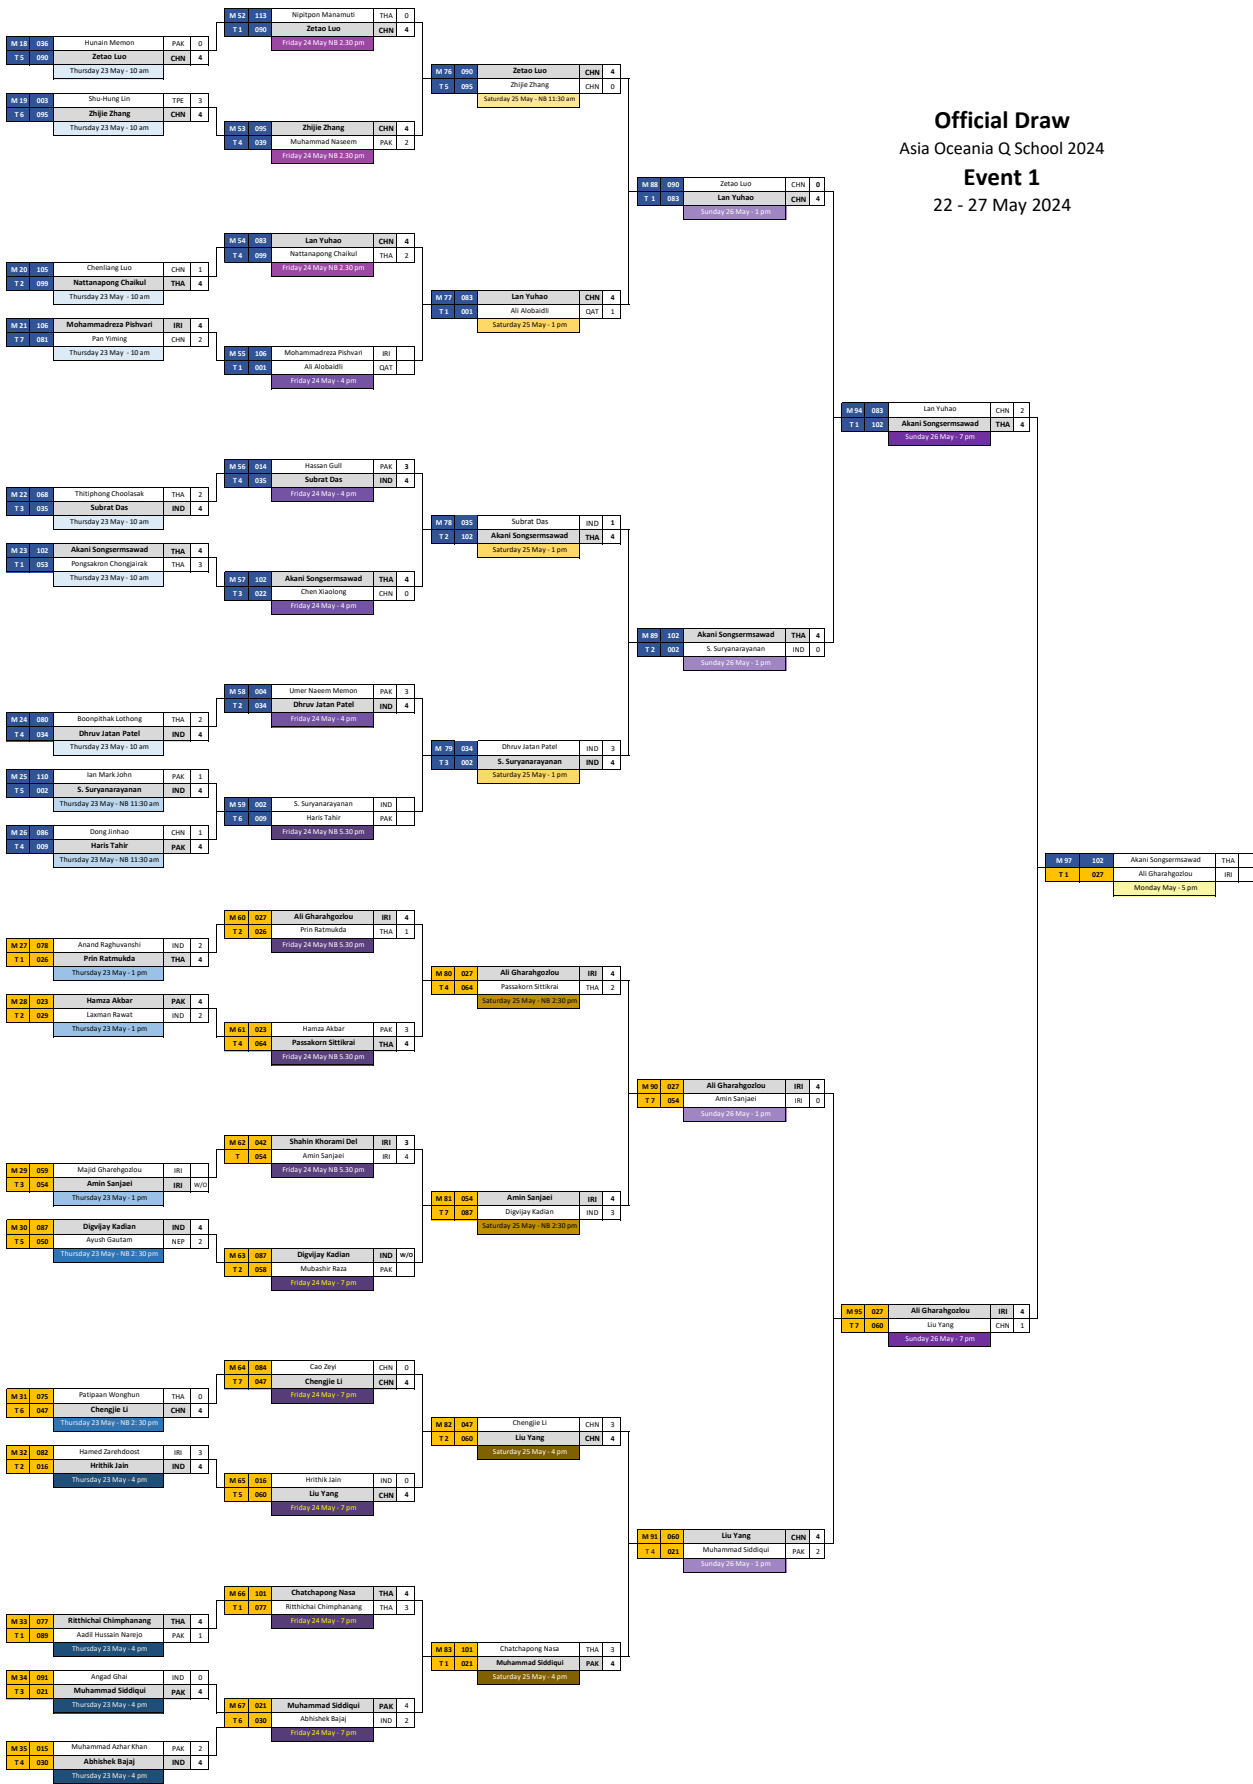 Official Draw
Asia Oceania Q School 2024
Event 1
22 - 27 May 2024
M 18 036 Hunain Memon PAK 0
T 5 090 Zetao Luo CHN 4
Thursday 23 May - 10 am
M 19 003 Shu-Hung Lin TPE 3
T 6 095 Zhijie Zhang CHN 4
Thursday 23 May - 10 am
M 20 105 Chenliang Luo CHN 1
T 2 099 Nattanapong Chaikul THA 4
Thursday 23 May - 10 am
M 21 106 Mohammadreza Pishvari IRI 4
T 7 081 Pan Yiming CHN 2
Thursday 23 May - 10 am
M 22 068 Thitiphong Choolasak THA 2
T 3 035 Subrat Das IND 4
Thursday 23 May - 10 am
M 23 102 Akani Songsermsawad THA 4
T 1 053 Pongsakron Chongjairak THA 3
Thursday 23 May - 10 am
M 24 080 Boonpithak Lothong THA 2
T 4 034 Dhruv Jatan Patel IND 4
Thursday 23 May - 10 am
M 25 110 Ian Mark John PAK 1
T 5 002 S. Suryanarayanan IND 4
Thursday 23 May - NB 11:30 am
M 26 086 Dong Jinhao CHN 1
T 4 009 Haris Tahir PAK 4
Thursday 23 May - NB 11:30 am
M 27 078 Anand Raghuvanshi IND 2
T 1 026 Prin Ratmukda THA 4
Thursday 23 May - 1 pm
M 28 023 Hamza Akbar PAK 4
T 2 029 Laxman Rawat IND 2
Thursday 23 May - 1 pm
M 29 059 Majid Gharehgozlou IRI
T 3 054 Amin Sanjaei IRI W/O
Thursday 23 May - 1 pm
M 30 087 Digvijay Kadian IND 4
T 5 050 Ayush Gautam NEP 2
Thursday 23 May - NB 2: 30 pm
M 31 075 Patipaan Wonghun THA 0
T 6 047 Chengjie Li CHN 4
Thursday 23 May - NB 2: 30 pm
M 32 082 Hamed Zarehdoost IRI 3
T 2 016 Hrithik Jain IND 4
Thursday 23 May - 4 pm
M 33 077 Ritthichai Chimphanang THA 4
T 1 089 Aadil Hussain Narejo PAK 1
Thursday 23 May - 4 pm
M 34 091 Angad Ghai IND 0
T 3 021 Muhammad Siddiqui PAK 4
Thursday 23 May - 4 pm
M 35 015 Muhammad Azhar Khan PAK 2
T 4 030 Abhishek Bajaj IND 4
Thursday 23 May - 4 pm
M 52 113 Nipitpon Manamuti THA 0
T 1 090 Zetao Luo CHN 4
Friday 24 May NB 2.30 pm
M 53 095 Zhijie Zhang CHN 4
T 4 039 Muhammad Naseem PAK 2
Friday 24 May NB 2.30 pm
M 54 083 Lan Yuhao CHN 4
T 4 099 Nattanapong Chaikul THA 2
Friday 24 May NB 2.30 pm
M 55 106 Mohammadreza Pishvari IRI
T 1 001 Ali Alobaidli QAT
Friday 24 May - 4 pm
M 56 014 Hassan Gull PAK 3
T 4 035 Subrat Das IND 4
Friday 24 May - 4 pm
M 57 102 Akani Songsermsawad THA 4
T 3 022 Chen Xiaolong CHN 0
Friday 24 May - 4 pm
M 58 004 Umer Naeem Memon PAK 3
T 2 034 Dhruv Jatan Patel IND 4
Friday 24 May - 4 pm
M 59 002 S. Suryanarayanan IND
T 6 009 Haris Tahir PAK
Friday 24 May NB 5.30 pm
M 60 027 Ali Gharahgozlou IRI 4
T 2 026 Prin Ratmukda THA 1
Friday 24 May NB 5.30 pm
M 61 023 Hamza Akbar PAK 3
T 4 064 Passakorn Sittikrai THA 4
Friday 24 May NB 5.30 pm
M 62 042 Shahin Khorami Del IRI 3
T 054 Amin Sanjaei IRI 4
Friday 24 May NB 5.30 pm
M 63 087 Digvijay Kadian IND W/O
T 2 058 Mubashir Raza PAK
Friday 24 May - 7 pm
M 64 084 Cao Zeyi CHN 0
T 7 047 Chengjie Li CHN 4
Friday 24 May - 7 pm
M 65 016 Hrithik Jain IND 0
T 5 060 Liu Yang CHN 4
Friday 24 May - 7 pm
M 66 101 Chatchapong Nasa THA 4
T 1 077 Ritthichai Chimphanang THA 3
Friday 24 May - 7 pm
M 67 021 Muhammad Siddiqui PAK 4
T 6 030 Abhishek Bajaj IND 2
Friday 24 May - 7 pm
M 76 090 Zetao Luo CHN 4
T 5 095 Zhijie Zhang CHN 0
Saturday 25 May - NB 11:30 am
M 77 083 Lan Yuhao CHN 4
T 1 001 Ali Alobaidli QAT 1
Saturday 25 May - 1 pm
M 78 035 Subrat Das IND 1
T 2 102 Akani Songsermsawad THA 4
Saturday 25 May - 1 pm
M 79 034 Dhruv Jatan Patel IND 3
T 3 002 S. Suryanarayanan IND 4
Saturday 25 May - 1 pm
M 80 027 Ali Gharahgozlou IRI 4
T 4 064 Passakorn Sittikrai THA 2
Saturday 25 May - NB 2:30 pm
M 81 054 Amin Sanjaei IRI 4
T 7 087 Digvijay Kadian IND 3
Saturday 25 May - NB 2:30 pm
M 82 047 Chengjie Li CHN 3
T 2 060 Liu Yang CHN 4
Saturday 25 May - 4 pm
M 83 101 Chatchapong Nasa THA 3
T 1 021 Muhammad Siddiqui PAK 4
Saturday 25 May - 4 pm
M 88 090 Zetao Luo CHN 0
T 1 083 Lan Yuhao CHN 4
Sunday 26 May - 1 pm
M 89 102 Akani Songsermsawad THA 4
T 2 002 S. Suryanarayanan IND 0
Sunday 26 May - 1 pm
M 90 027 Ali Gharahgozlou IRI 4
T 7 054 Amin Sanjaei IRI 0
Sunday 26 May - 1 pm
M 91 060 Liu Yang CHN 4
T 4 021 Muhammad Siddiqui PAK 2
Sunday 26 May - 1 pm
M 94 083 Lan Yuhao CHN 2
T 1 102 Akani Songsermsawad THA 4
Sunday 26 May - 7 pm
M 95 027 Ali Gharahgozlou IRI 4
T 7 060 Liu Yang CHN 1
Sunday 26 May - 7 pm
M 97 102 Akani Songsermsawad THA
T 1 027 Ali Gharahgozlou IRI
Monday May - 5 pm